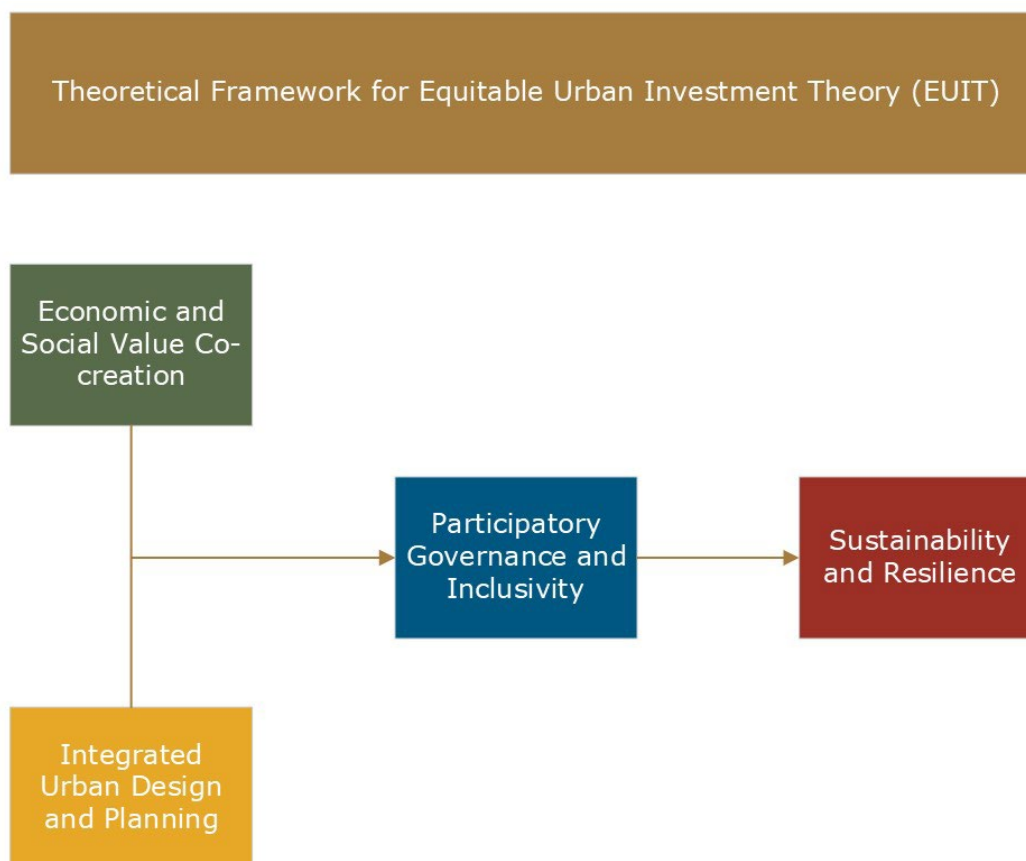 Theoretical Framework for Equitable Urban Investment Theory (EUIT)
Economic and
Social Value Co-
creation
Participatory
Governance and
Inclusivity
Sustainability
and Resilience
Integrated
Urban Design
and Planning